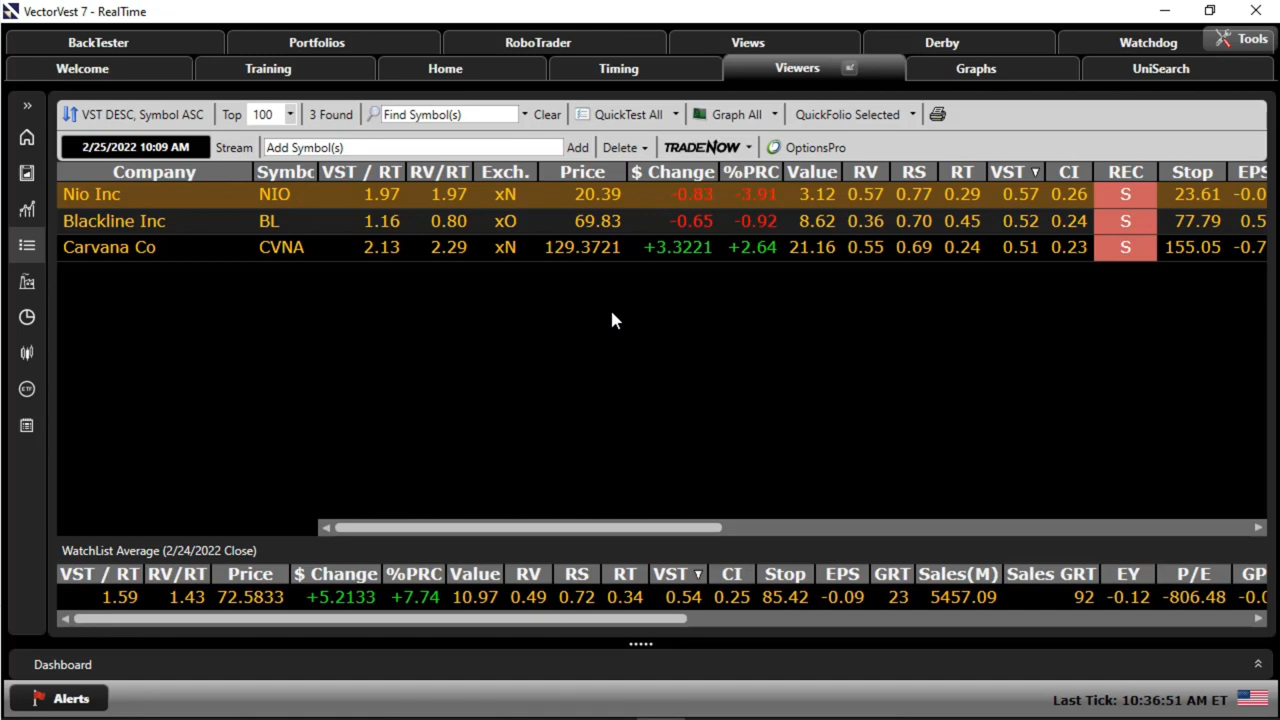 VectorVest 7 - RealTime
BackTester Portfolios RoboTrader Views Derby Watchdog Tools
Welcome Training Home Timing Viewers Graphs UniSearch
» VST DESC, Symbol ASC Top 100 3 Found Find Symbol(s) Clear QuickTest All Graph All QuickFolio Selected
2/25/2022 10:09 AM Stream Add Symbol(s) Add Delete TRADENOW OptionsPro
Company Symbo VST / RT RV/RT Exch. Price $ Change %PRC Value RV RS RT VST CI REC Stop EPS
Nio Inc NIO 1.97 1.97 xN 20.39 -0.83 -3.91 3.12 0.57 0.77 0.29 0.57 0.26 S 23.61 -0.0
Blackline Inc BL 1.16 0.80 xO 69.83 -0.65 -0.92 8.62 0.36 0.70 0.45 0.52 0.24 S 77.79 0.5
Carvana Co CVNA 2.13 2.29 xN 129.3721 +3.3221 +2.64 21.16 0.55 0.69 0.24 0.51 0.23 S 155.05 -0.7
ETF
WatchList Average (2/24/2022 Close)
VST / RT RV/RT Price $ Change %PRC Value RV RS RT VST CI Stop EPS GRT Sales(M) Sales GRT EY P/E GP
1.59 1.43 72.5833 +5.2133 +7.74 10.97 0.49 0.72 0.34 0.54 0.25 85.42 -0.09 23 5457.09 92 -0.12 -806.48 -0.0
Dashboard
Alerts Last Tick: 10:36:51 AM ET